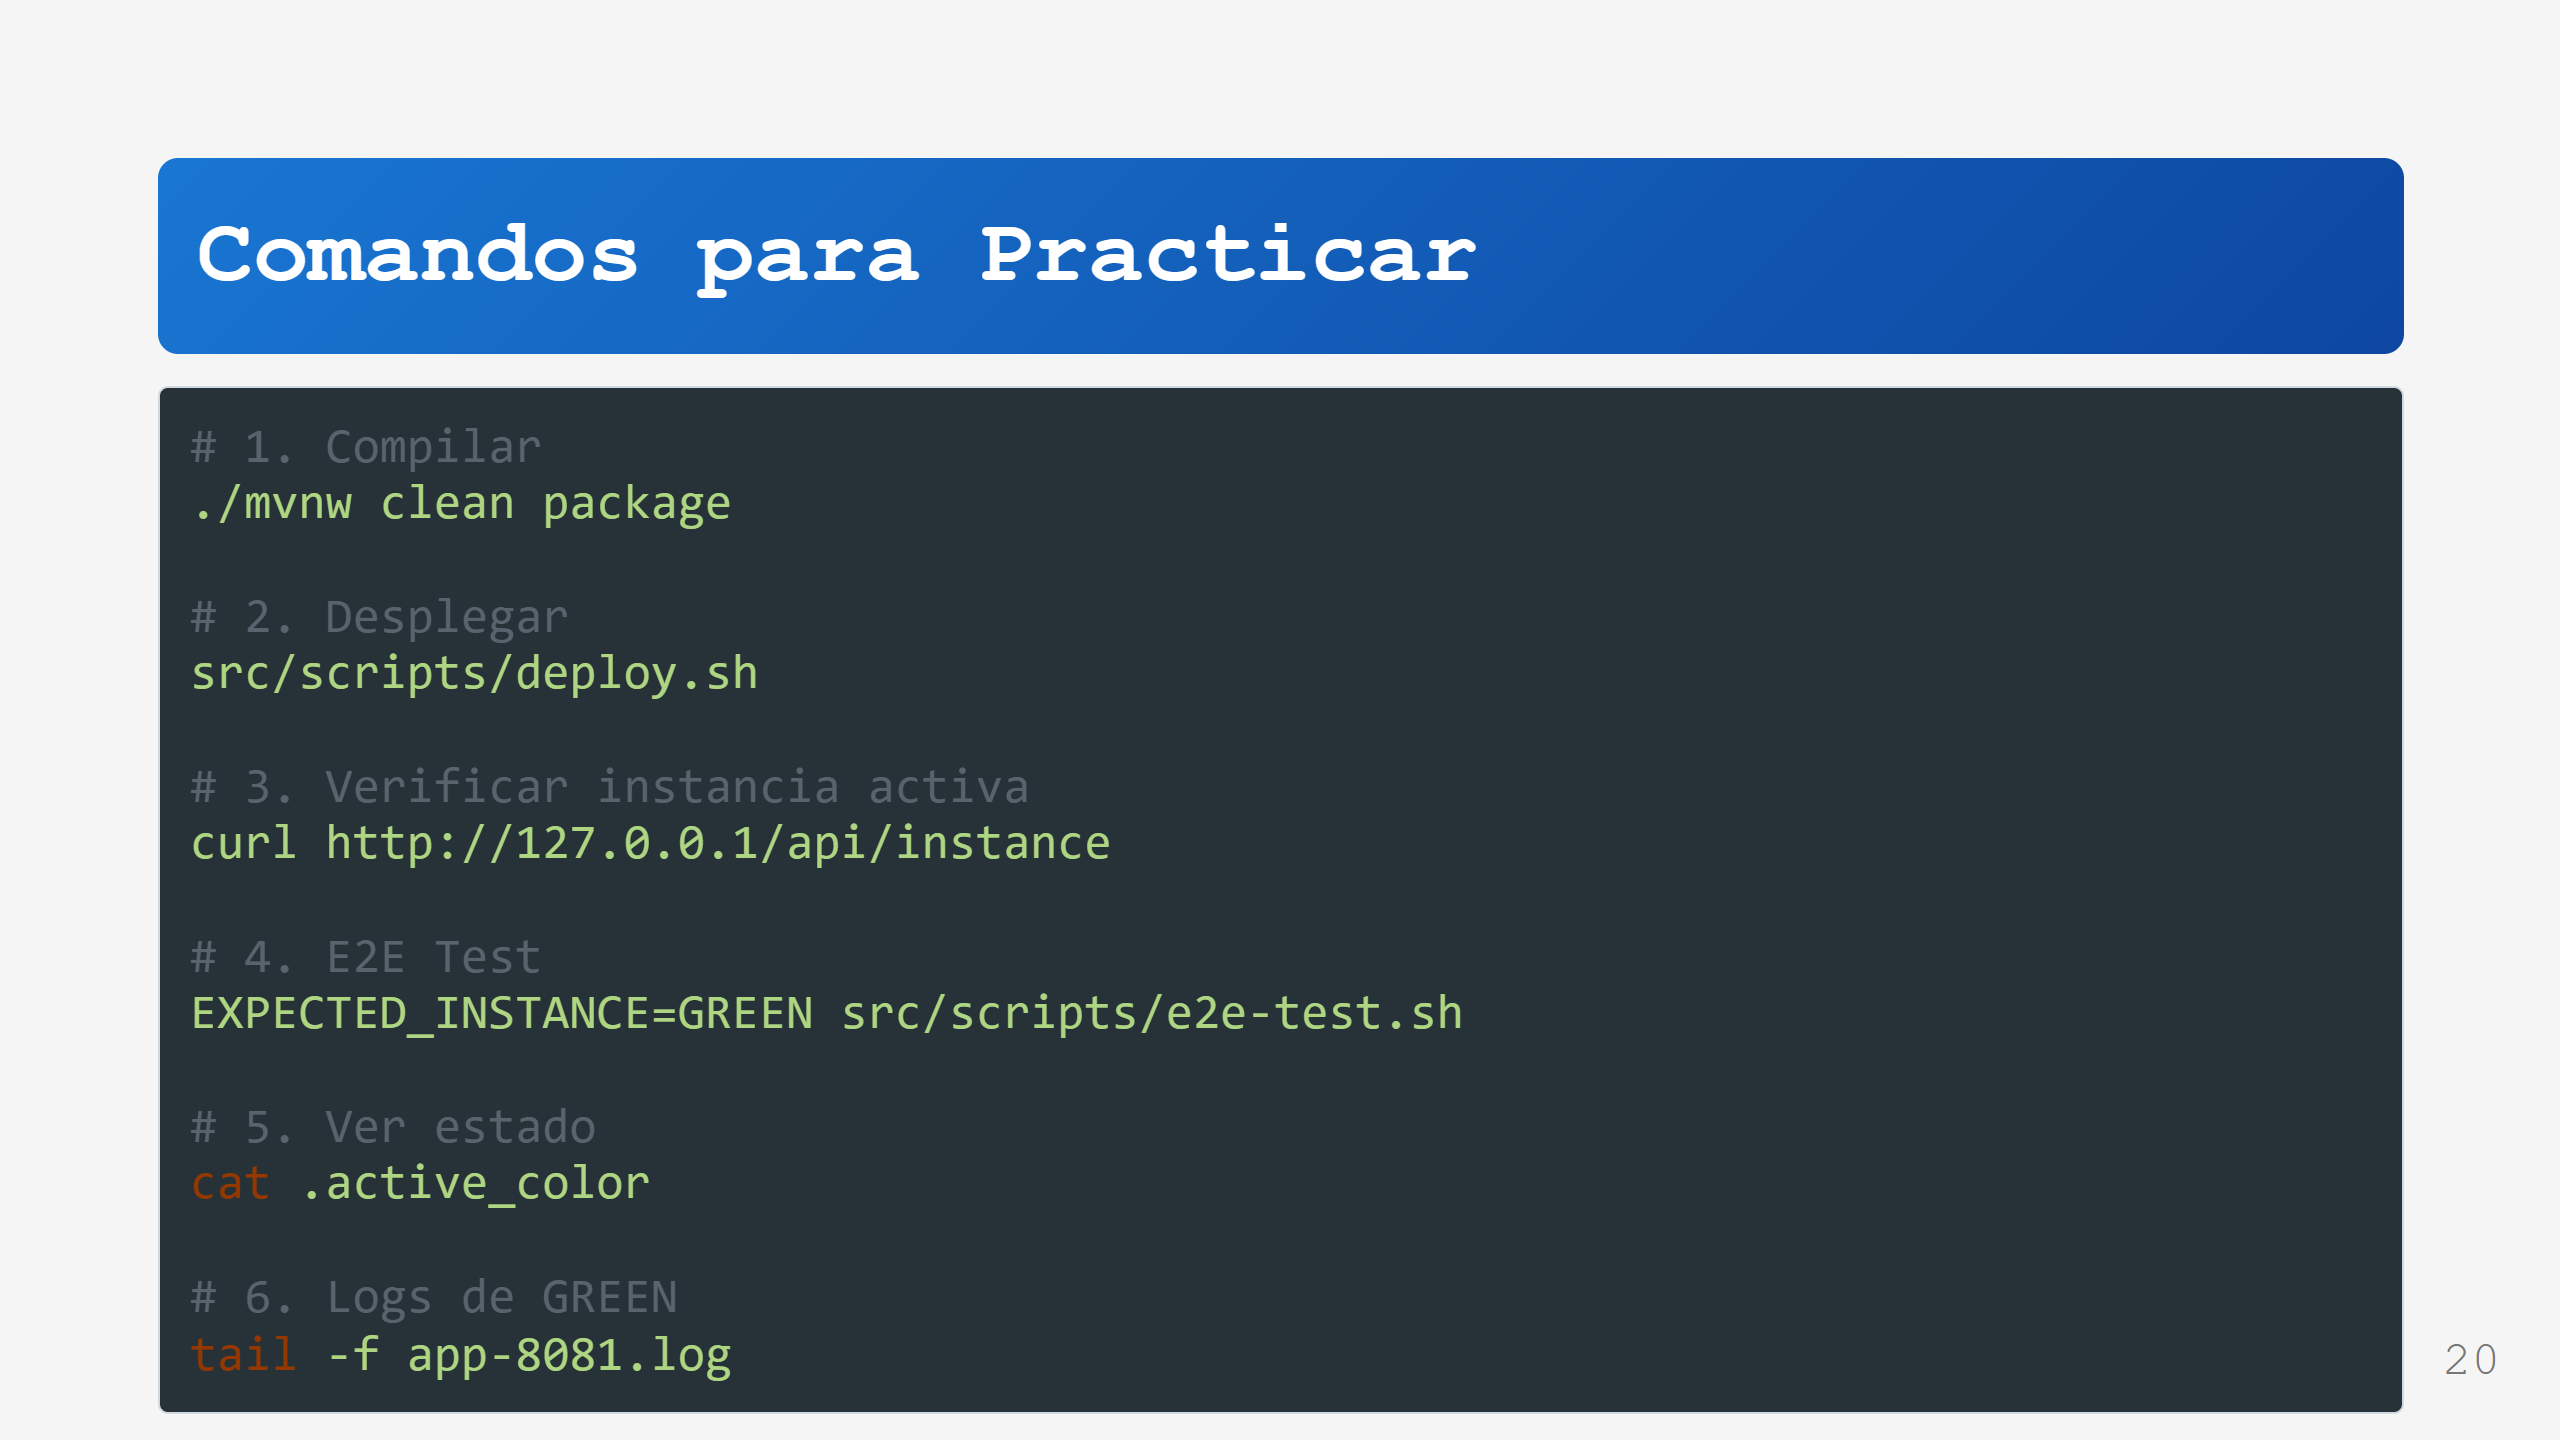 Comandos para Practicar
# 1. Compilar
./mvnw clean package
# 2. Desplegar
src/scripts/deploy.sh
# 3. Verificar instancia activa
curl http://127.0.0.1/api/instance
# 4. E2E Test
EXPECTED_INSTANCE=GREEN src/scripts/e2e-test.sh
# 5. Ver estado
cat .active_color
# 6. Logs de GREEN
tail -f app-8081.log
20